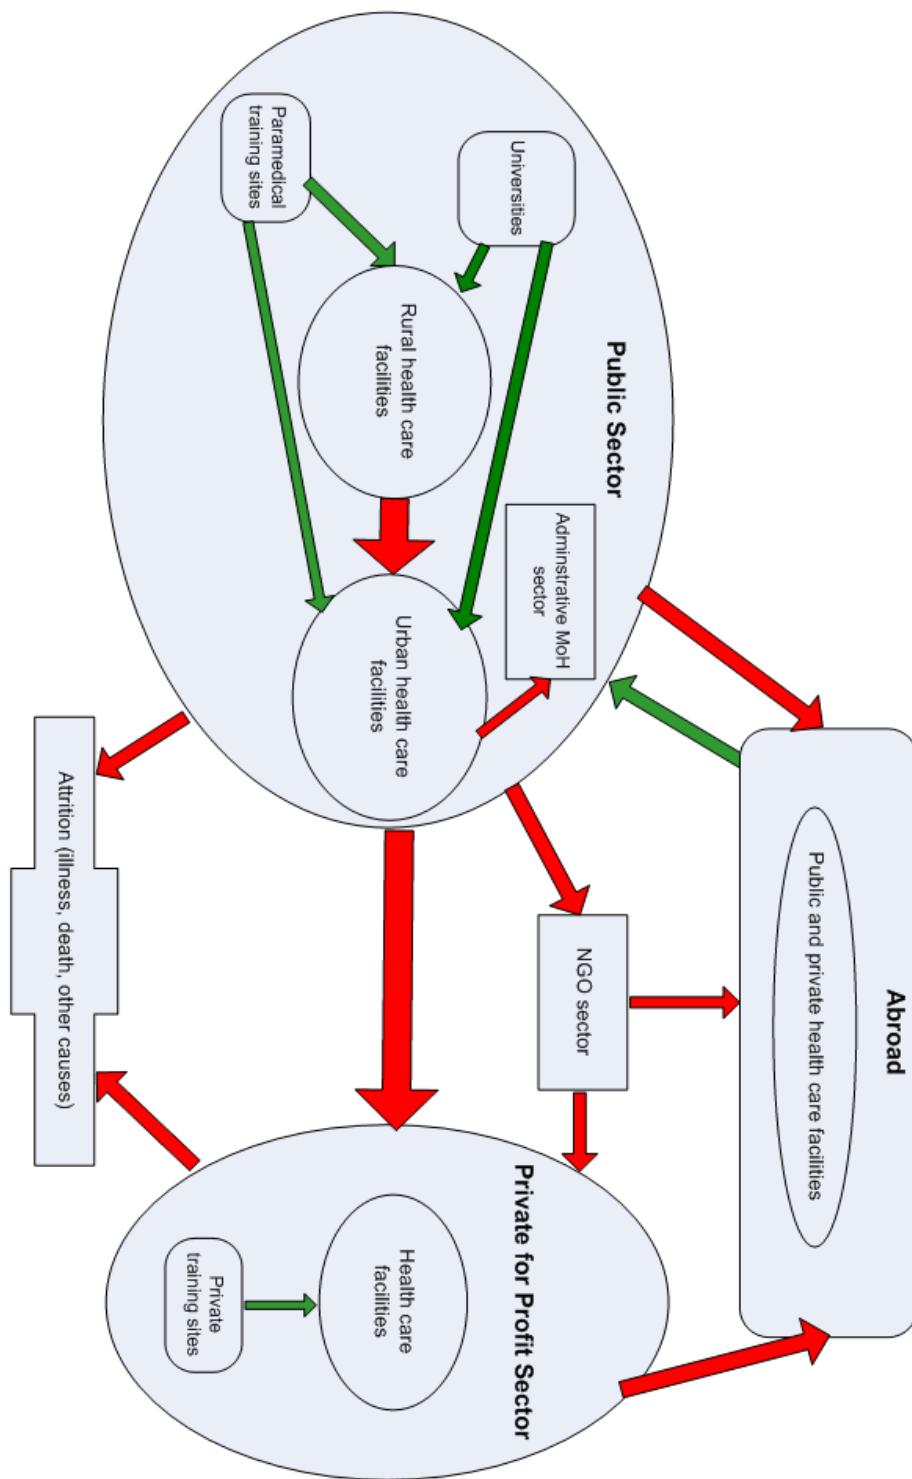 Abroad
Public and private health care facilities
Public Sector
Universities
Adminstrative MoH
sector
NGO sector
Private for Profit Sector
Paramedical
training sites
Rural health care
facilities
Urban health care
facilities
Health care
facilities
Private
training sites
Attrition (illness, death, other causes)